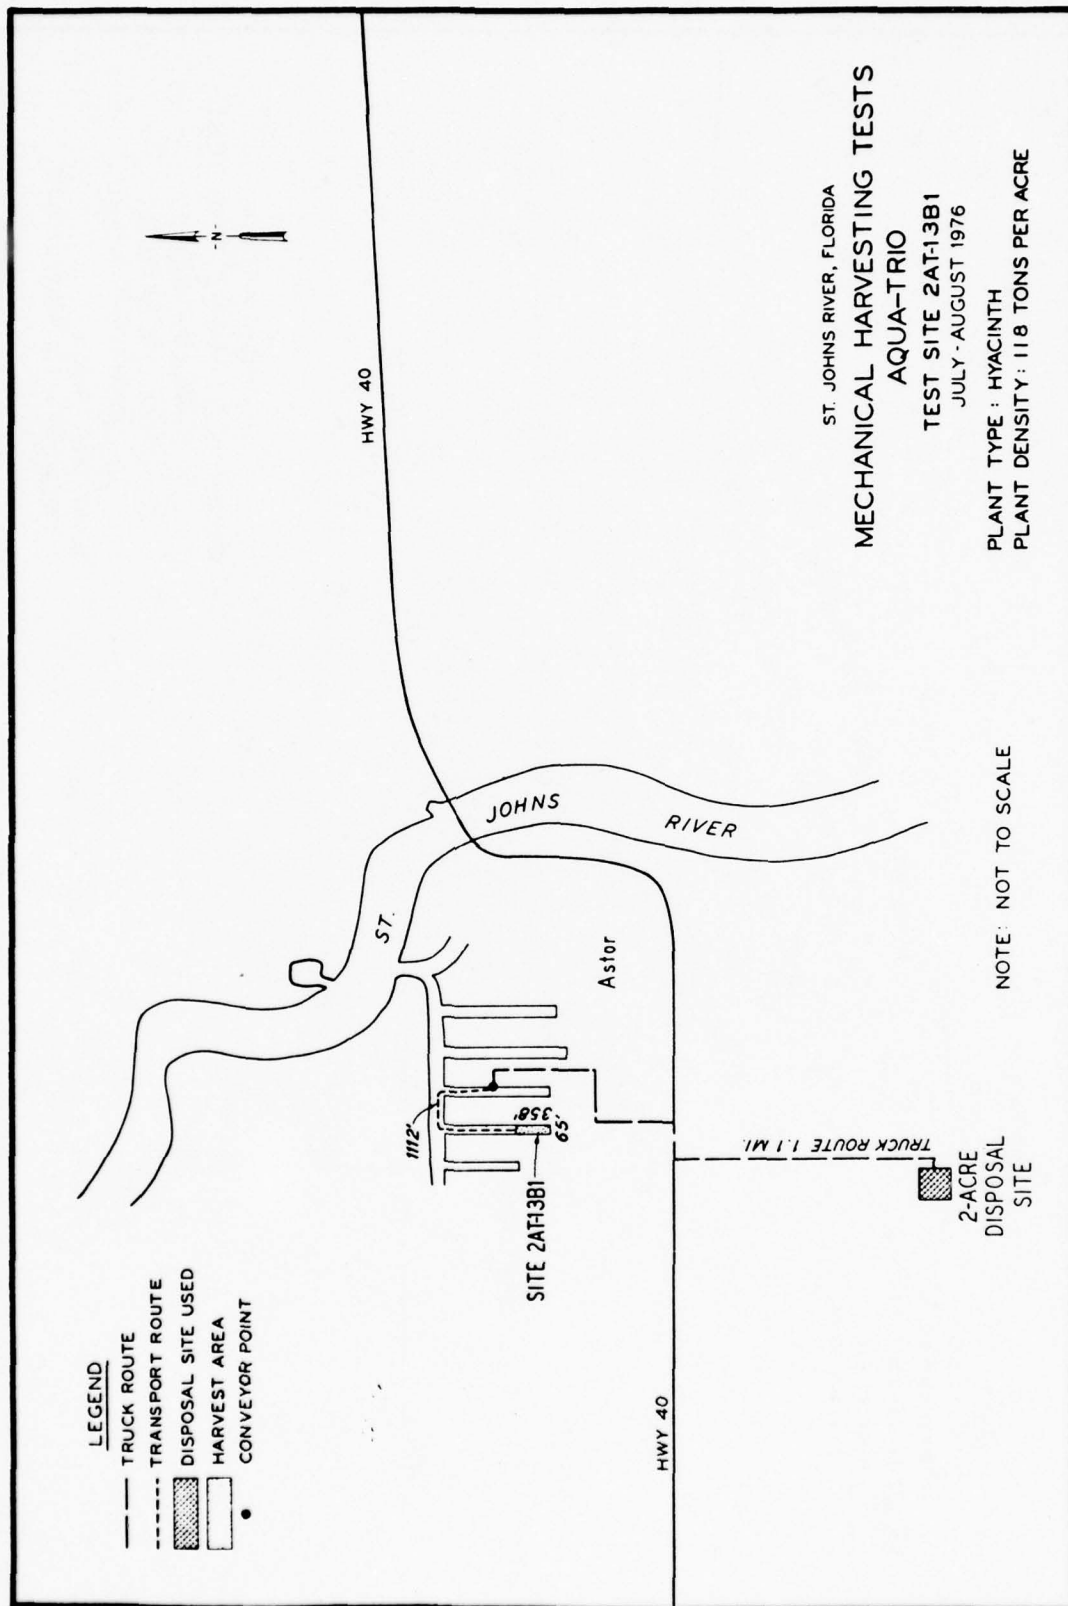 LEGEND
TRUCK ROUTE
TRANSPORT ROUTE
DISPOSAL SITE USED
HARVEST AREA
CONVEYOR POINT
-N-
HWY 40
ST.
JOHNS
RIVER
1112'
358'
65'
SITE 2AT-13B1
Astor
HWY 40
TRUCK ROUTE 1.1 MI.
2-ACRE
DISPOSAL
SITE
NOTE: NOT TO SCALE
ST. JOHNS RIVER, FLORIDA
MECHANICAL HARVESTING TESTS
AQUA-TRIO
TEST SITE 2AT-13B1
JULY - AUGUST 1976
PLANT TYPE: HYACINTH
PLANT DENSITY: 118 TONS PER ACRE